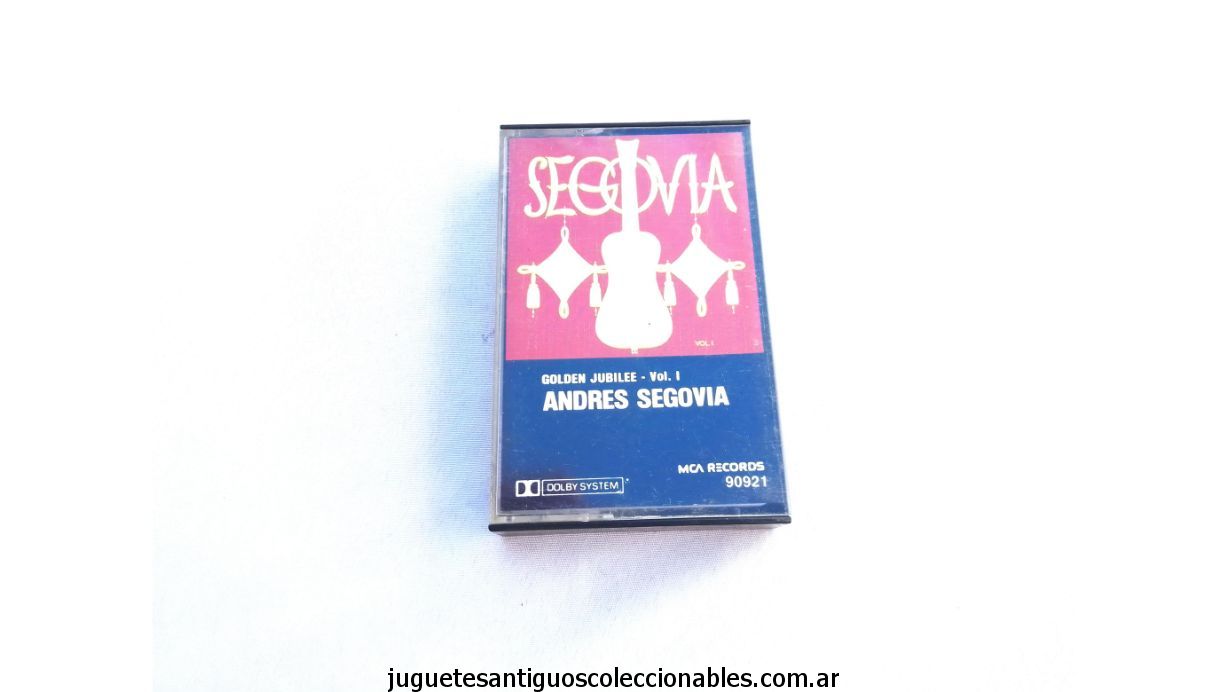 SEGOVIA
VOL. I
GOLDEN JUBILEE - Vol. I
ANDRES SEGOVIA
MCA RECORDS
90921
DOLBY SYSTEM
juguetesantiguoscoleccionables.com.ar